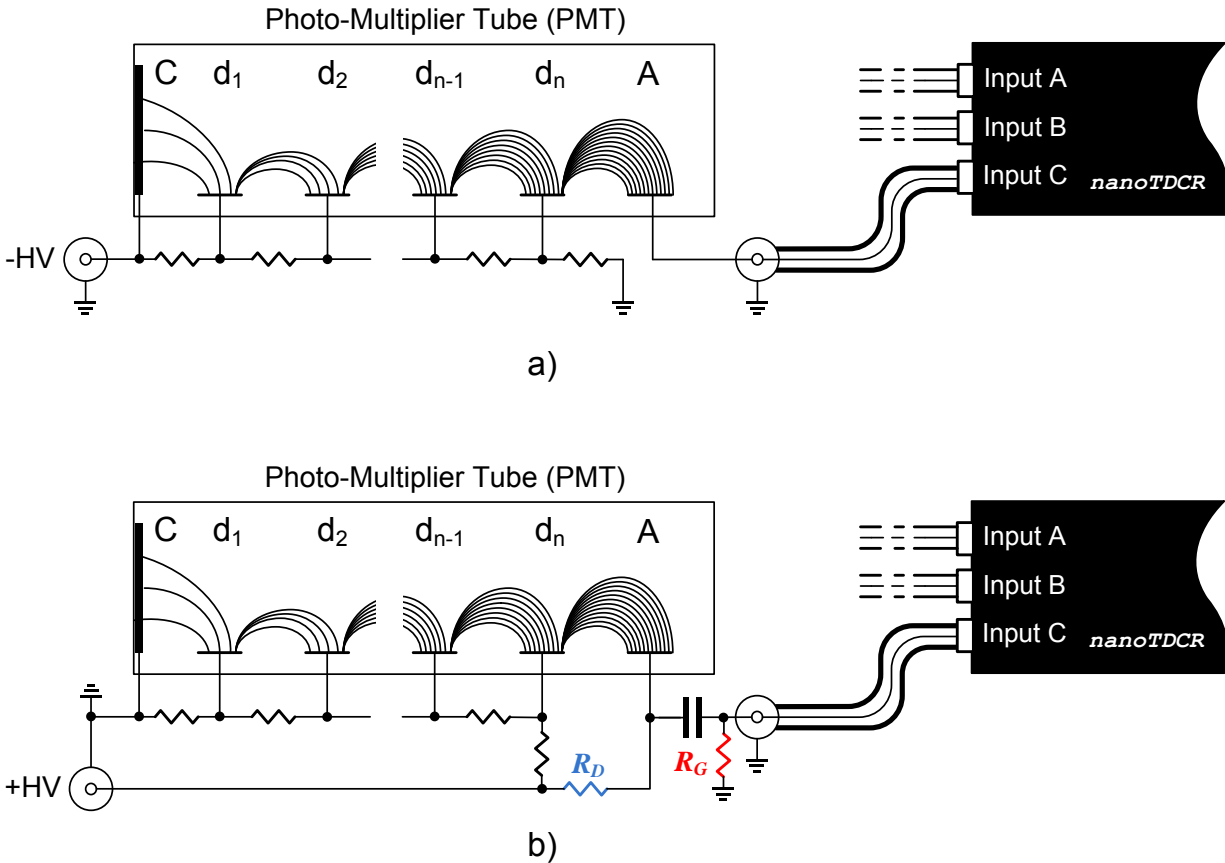 Photo-Multiplier Tube (PMT)
C d1 d2 dn-1 dn A
Input A
Input B
Input C nanoTDCR
-HV
a)
Photo-Multiplier Tube (PMT)
C d1 d2 dn-1 dn A
Input A
Input B
Input C nanoTDCR
RD RG
+HV
b)